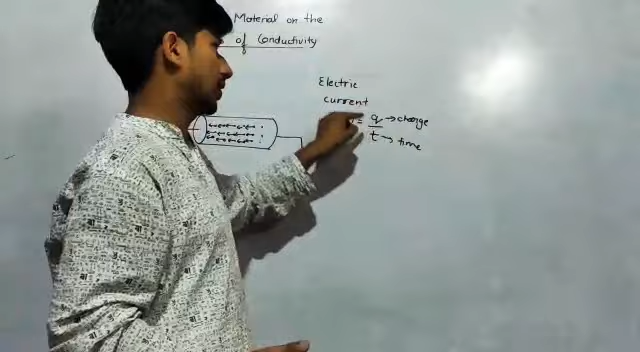 Material on the
of Conductivity
Electric
current
= q → charge
t → time